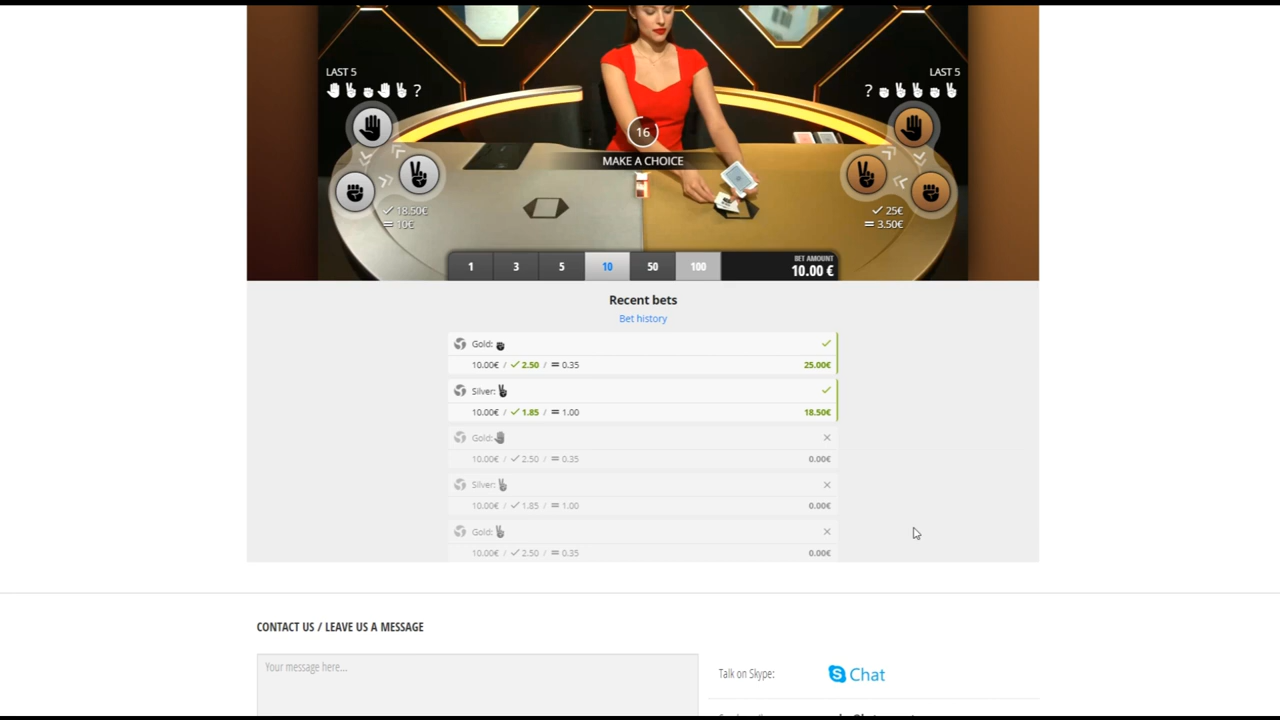 LAST 5
LAST 5
?
?
16
MAKE A CHOICE
18.50€
= 10€
25€
= 3.50€
1 3 5 10 50 100
BET AMOUNT
10.00 €
Recent bets
Bet history
Gold:
10.00€ / 2.50 / = 0.35 25.00€
Silver:
10.00€ / 1.85 / = 1.00 18.50€
Gold:
10.00€ / 2.50 / = 0.35 0.00€
Silver:
10.00€ / 1.85 / = 1.00 0.00€
Gold:
10.00€ / 2.50 / = 0.35 0.00€
CONTACT US / LEAVE US A MESSAGE
Your message here...
Talk on Skype: Chat